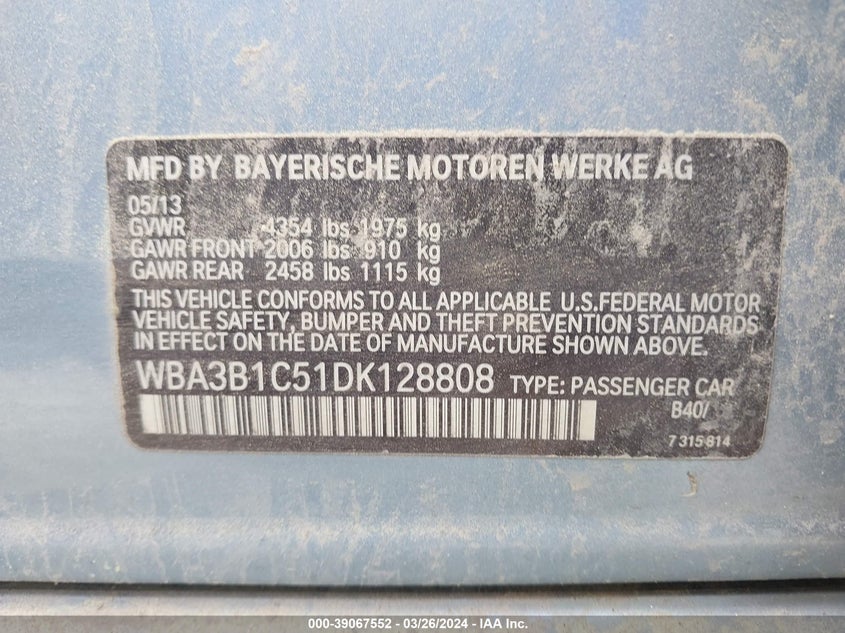 MFD BY BAYERISCHE MOTOREN WERKE AG
05/13
GVWR 4354 lbs 1975 kg
GAWR FRONT 2006 lbs 910 kg
GAWR REAR 2458 lbs 1115 kg
THIS VEHICLE CONFORMS TO ALL APPLICABLE U.S.FEDERAL MOTOR
VEHICLE SAFETY, BUMPER AND THEFT PREVENTION STANDARDS
IN EFFECT ON THE DATE OF MANUFACTURE SHOWN ABOVE.
WBA3B1C51DK128808 TYPE: PASSENGER CAR
B40/
7 315 814
000-39067552 / 03/26/2024 - IAA Inc.